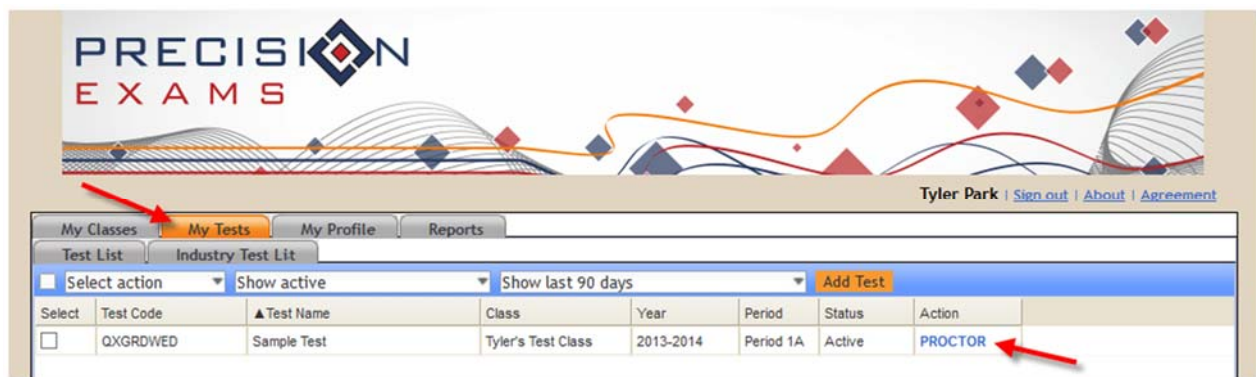 PRECISION
EXAMS
Tyler Park | Sign out | About | Agreement
My Classes My Tests My Profile Reports
Test List Industry Test Lit
Select action Show active Show last 90 days Add Test
Select Test Code ▲Test Name Class Year Period Status Action
QXGRDWED Sample Test Tyler's Test Class 2013-2014 Period 1A Active PROCTOR